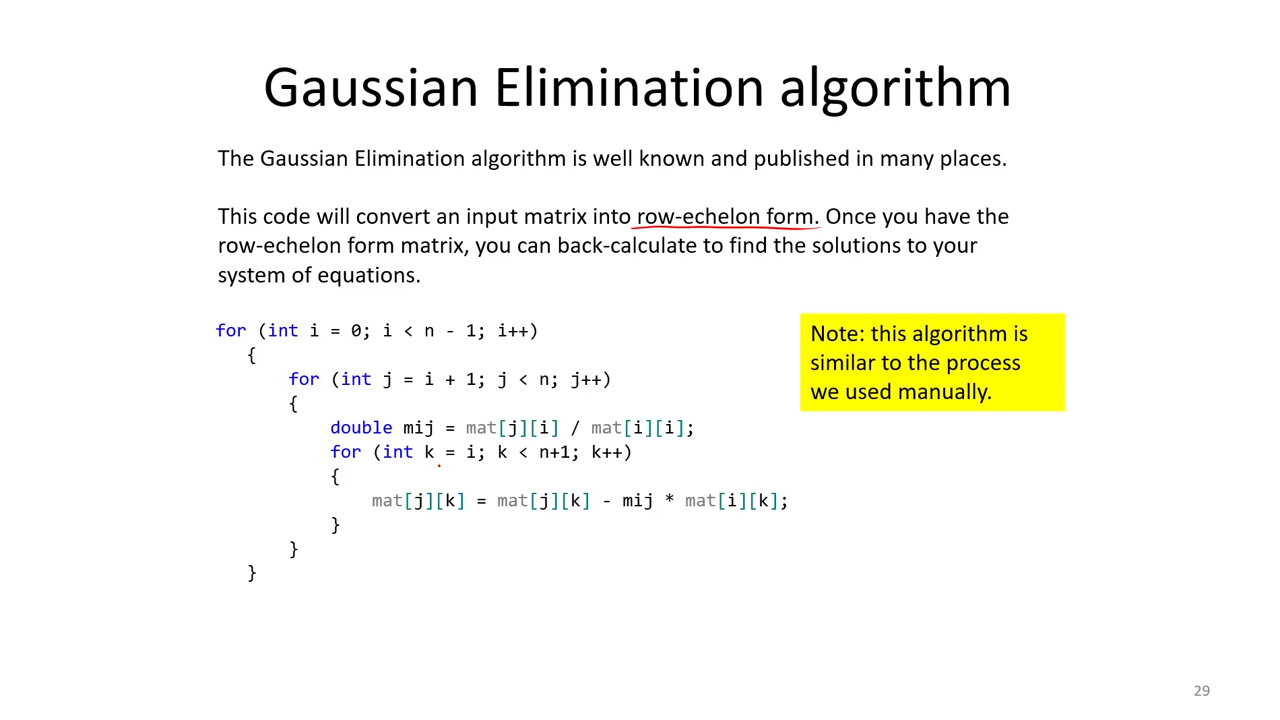 Gaussian Elimination algorithm
The Gaussian Elimination algorithm is well known and published in many places.
This code will convert an input matrix into row-echelon form. Once you have the
row-echelon form matrix, you can back-calculate to find the solutions to your
system of equations.
for (int i = 0; i < n - 1; i++)
{
for (int j = i + 1; j < n; j++)
{
double mij = mat[j][i] / mat[i][i];
for (int k = i; k < n+1; k++)
{
mat[j][k] = mat[j][k] - mij * mat[i][k];
}
}
}
Note: this algorithm is
similar to the process
we used manually.
29